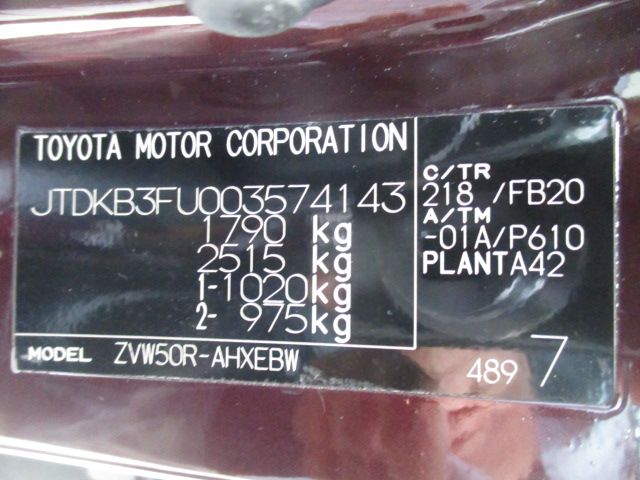 TOYOTA MOTOR CORPORATION
JTDKB3FU003574143
1790 kg
2515 kg
1-1020kg
2- 975kg
C/TR
218 /FB20
A/TM
-01A/P610
PLANTA42
MODEL ZVW50R-AHXEBW
489 7